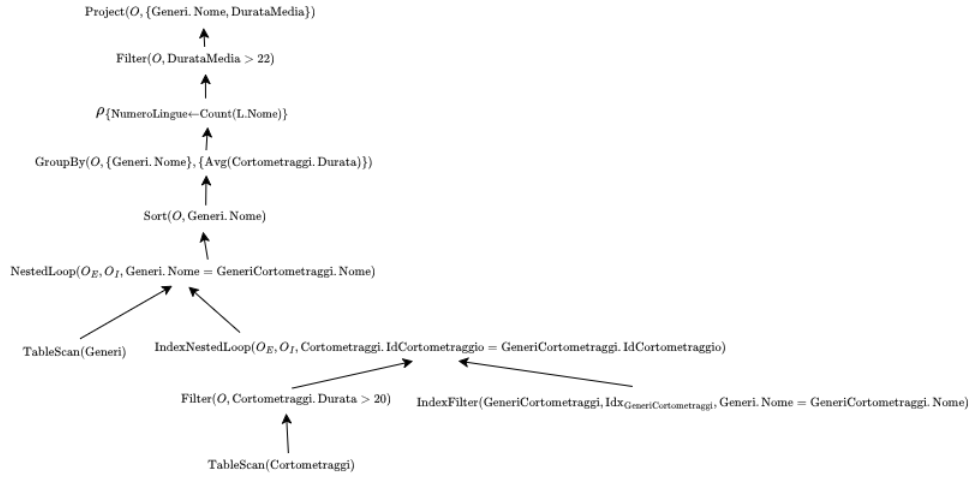 Project(O, {Generi. Nome, DurataMedia})
Filter(O, DurataMedia > 22)
ρ{NumeroLingue←Count(L.Nome)}
GroupBy(O, {Generi. Nome}, {Avg(Cortometraggi. Durata)})
Sort(O, Generi. Nome)
NestedLoop(O_E, O_I, Generi. Nome = GeneriCortometraggi. Nome)
TableScan(Generi)
IndexNestedLoop(O_E, O_I, Cortometraggi. IdCortometraggio = GeneriCortometraggi. IdCortometraggio)
Filter(O, Cortometraggi. Durata > 20)
IndexFilter(GeneriCortometraggi, Idx_GeneriCortometraggi, Generi. Nome = GeneriCortometraggi. Nome)
TableScan(Cortometraggi)